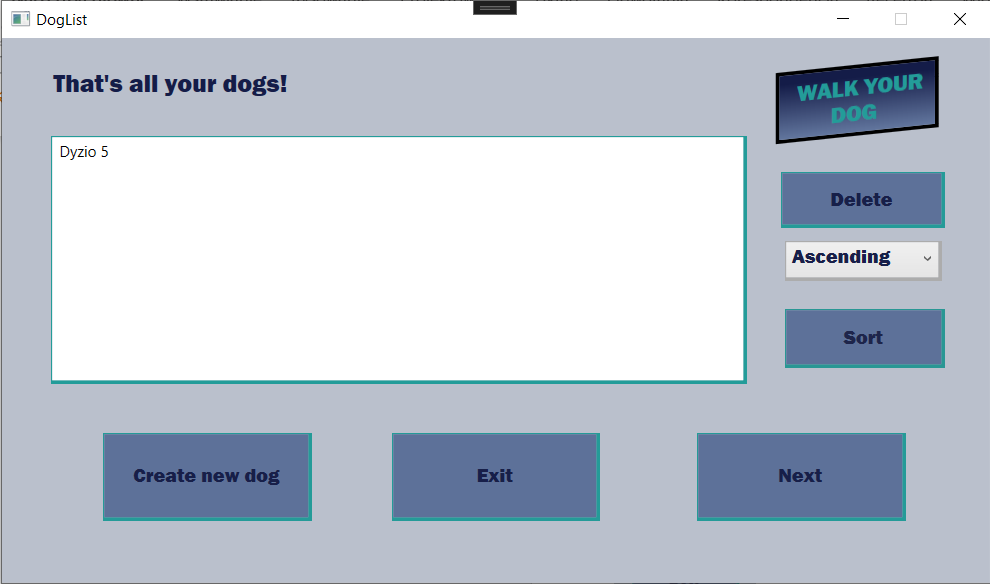 DogList
That's all your dogs!
WALK YOUR
DOG
Dyzio 5
Delete
Ascending
Sort
Create new dog
Exit
Next